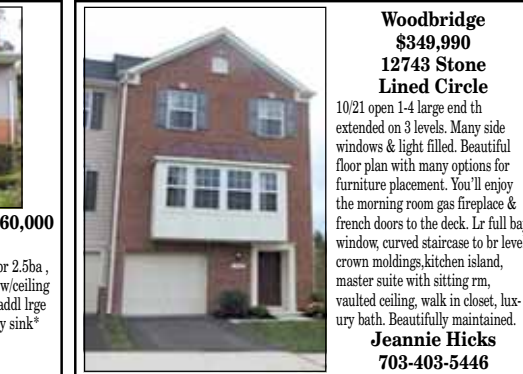 60,000
or 2.5ba ,
w/ceiling
addl lrge
y sink*
Woodbridge
$349,990
12743 Stone
Lined Circle
10/21 open 1-4 large end th
extended on 3 levels. Many side
windows & light filled. Beautiful
floor plan with many options for
furniture placement. You'll enjoy
the morning room gas fireplace &
french doors to the deck. Lr full bay
window, curved staircase to br level
crown moldings,kitchen island,
master suite with sitting rm,
vaulted ceiling, walk in closet, lux-
ury bath. Beautifully maintained.
Jeannie Hicks
703-403-5446